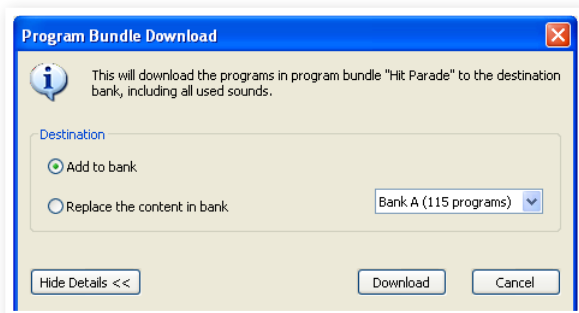 Program Bundle Download
This will download the programs in program bundle "Hit Parade" to the destination
bank, including all used sounds.
Destination
Add to bank
Replace the content in bank
Bank A (115 programs)
Hide Details <<
Download
Cancel